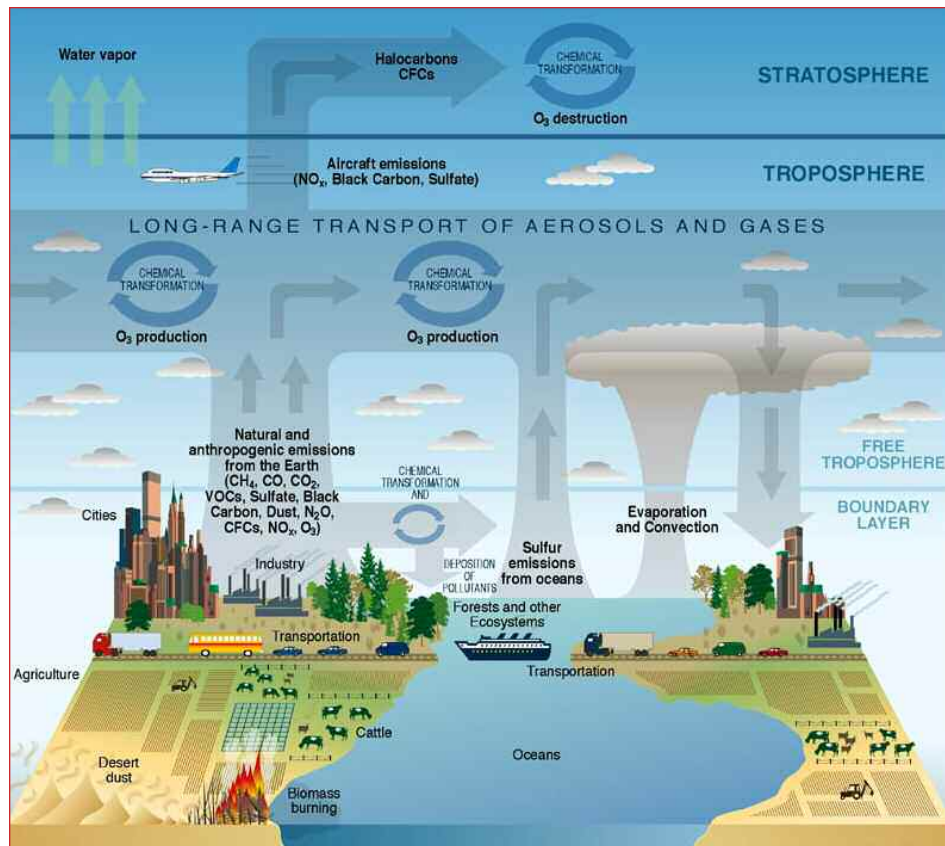 Water vapor
Halocarbons
CFCs
CHEMICAL
TRANSFORMATION
O₃ destruction
STRATOSPHERE
Aircraft emissions
(NOₓ, Black Carbon, Sulfate)
TROPOSPHERE
LONG-RANGE TRANSPORT OF AEROSOLS AND GASES
CHEMICAL
TRANSFORMATION
O₃ production
CHEMICAL
TRANSFORMATION
O₃ production
Natural and
anthropogenic emissions
from the Earth
(CH₄, CO, CO₂,
VOCs, Sulfate, Black
Carbon, Dust, N₂O,
CFCs, NOₓ, O₃)
CHEMICAL
TRANSFORMATION
AND
DEPOSITION
OF
POLLUTANTS
FREE
TROPOSPHERE
BOUNDARY
LAYER
Cities
Evaporation
and Convection
Industry
Sulfur
emissions
from oceans
Forests and other
Ecosystems
Transportation
Transportation
Agriculture
Cattle
Oceans
Desert
dust
Biomass
burning